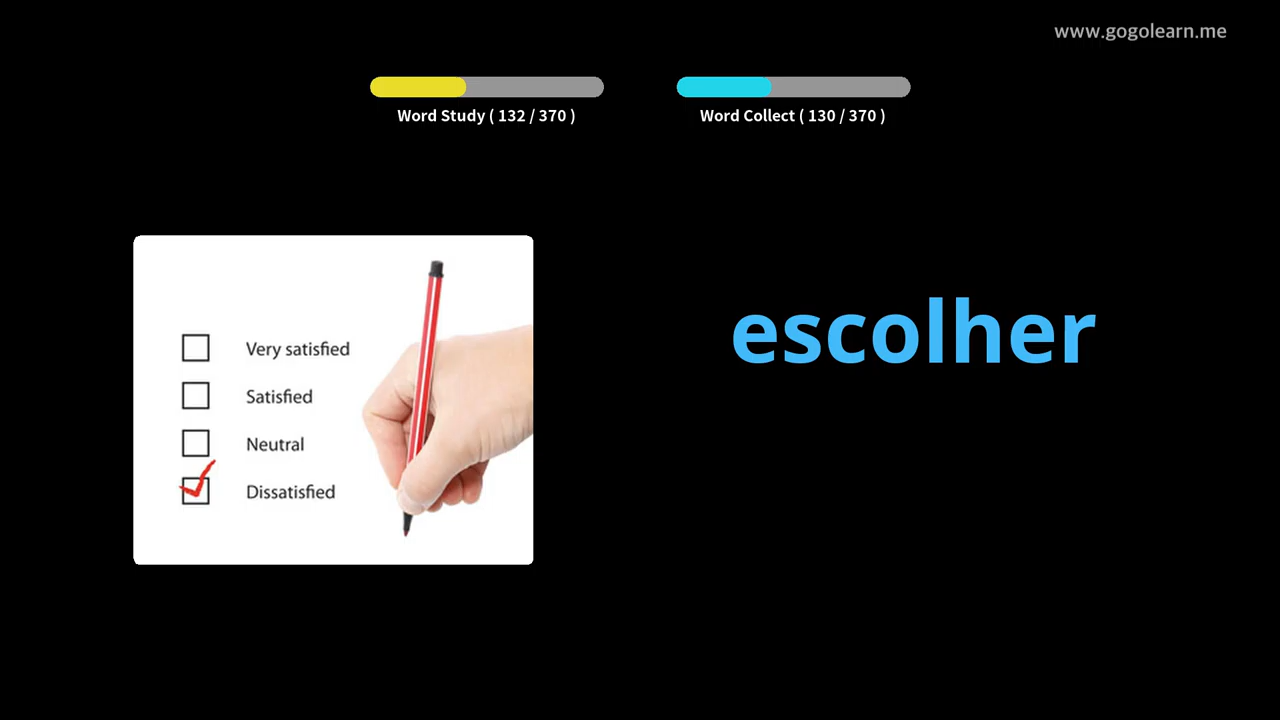 www.gogolearn.me
Word Study ( 132 / 370 )
Word Collect ( 130 / 370 )
Very satisfied
Satisfied
Neutral
Dissatisfied
escolher